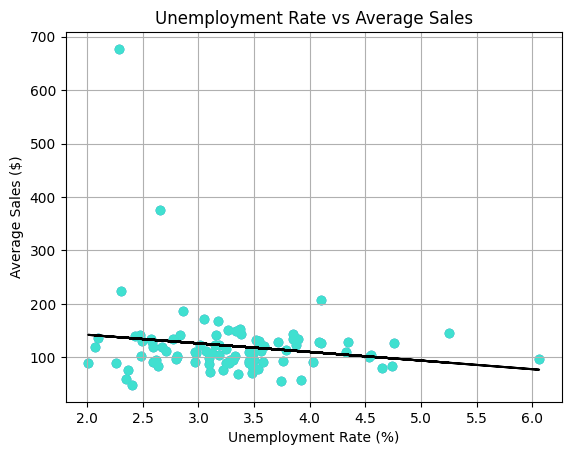 Unemployment Rate vs Average Sales
Average Sales ($)
700
600
500
400
300
200
100
2.0 2.5 3.0 3.5 4.0 4.5 5.0 5.5 6.0
Unemployment Rate (%)